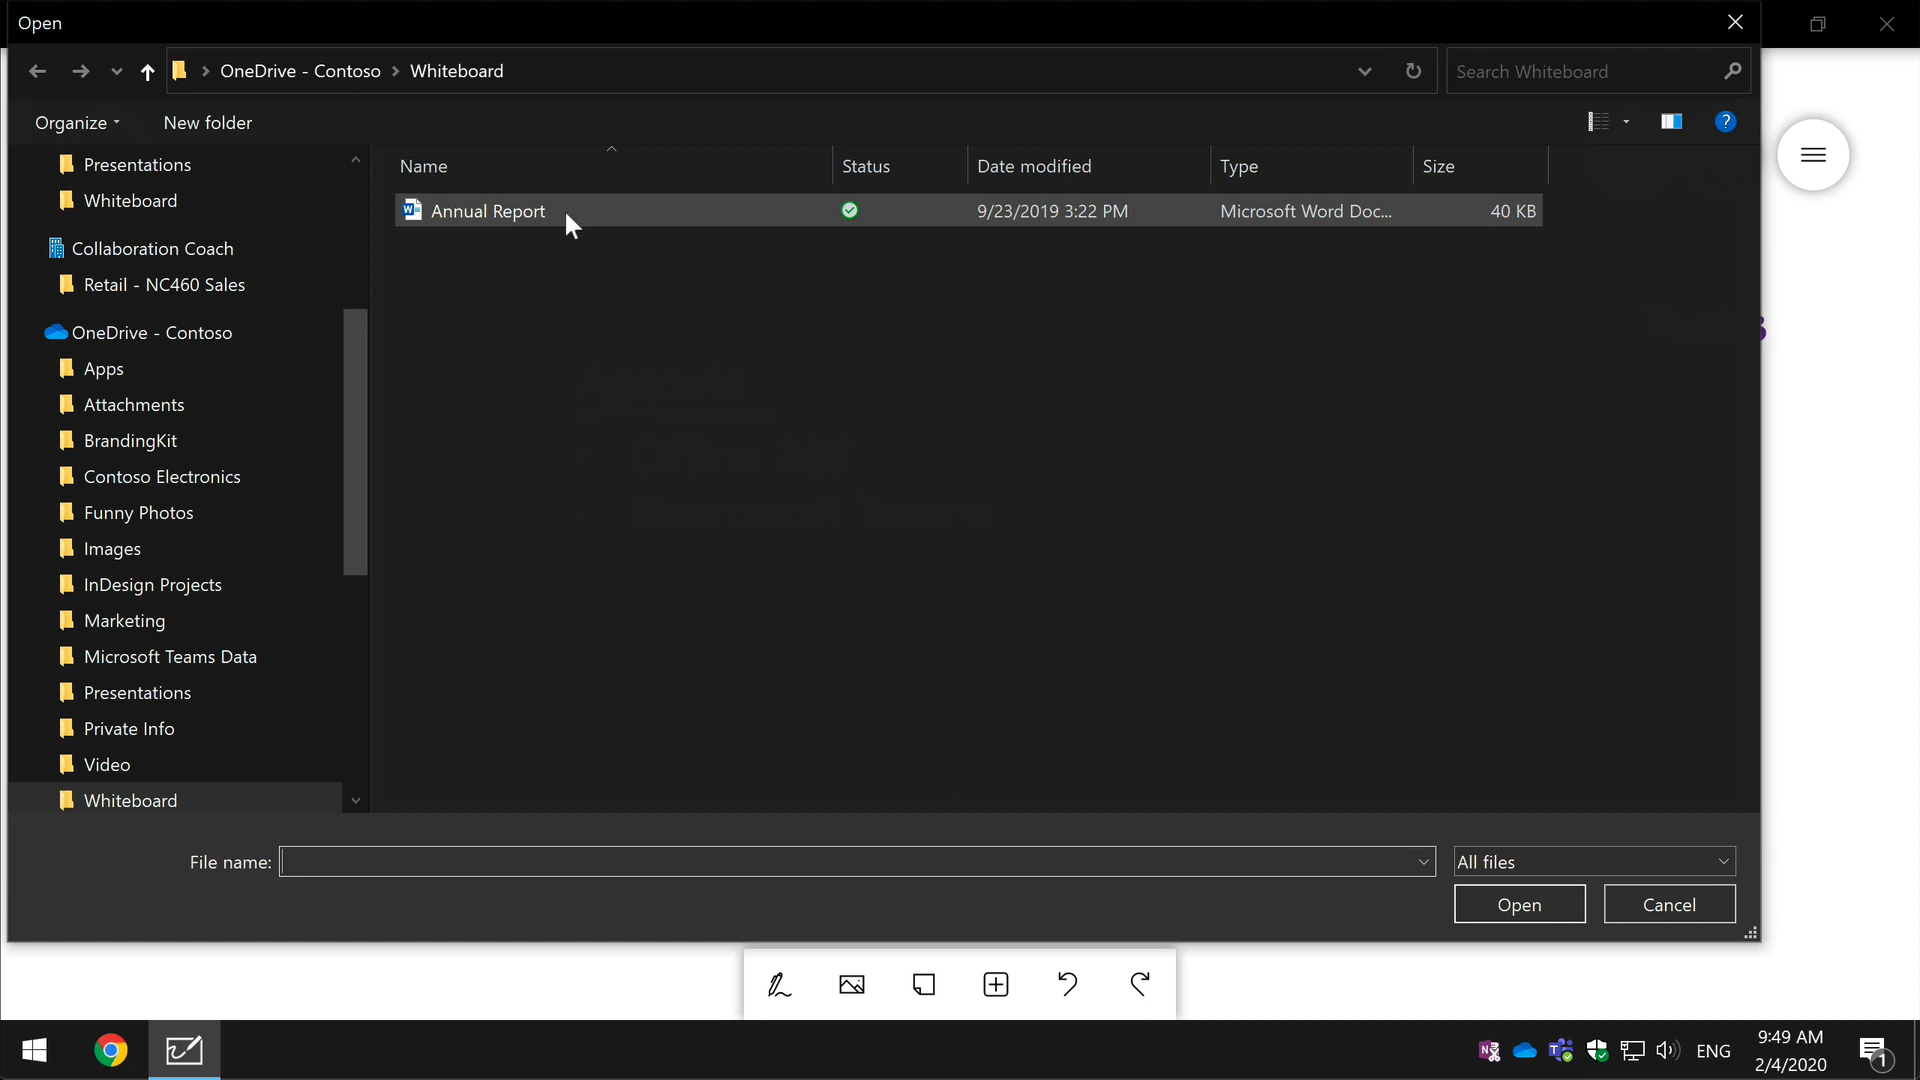 Open
OneDrive - Contoso > Whiteboard
Search Whiteboard
Organize
New folder
?
Name
Status
Date modified
Type
Size
Presentations
Whiteboard
Collaboration Coach
Retail - NC460 Sales
OneDrive - Contoso
Apps
Attachments
BrandingKit
Contoso Electronics
Funny Photos
Images
InDesign Projects
Marketing
Microsoft Teams Data
Presentations
Private Info
Video
Whiteboard
Annual Report
9/23/2019 3:22 PM
Microsoft Word Doc...
40 KB
File name:
All files
Open
Cancel
ENG
9:49 AM
2/4/2020
1